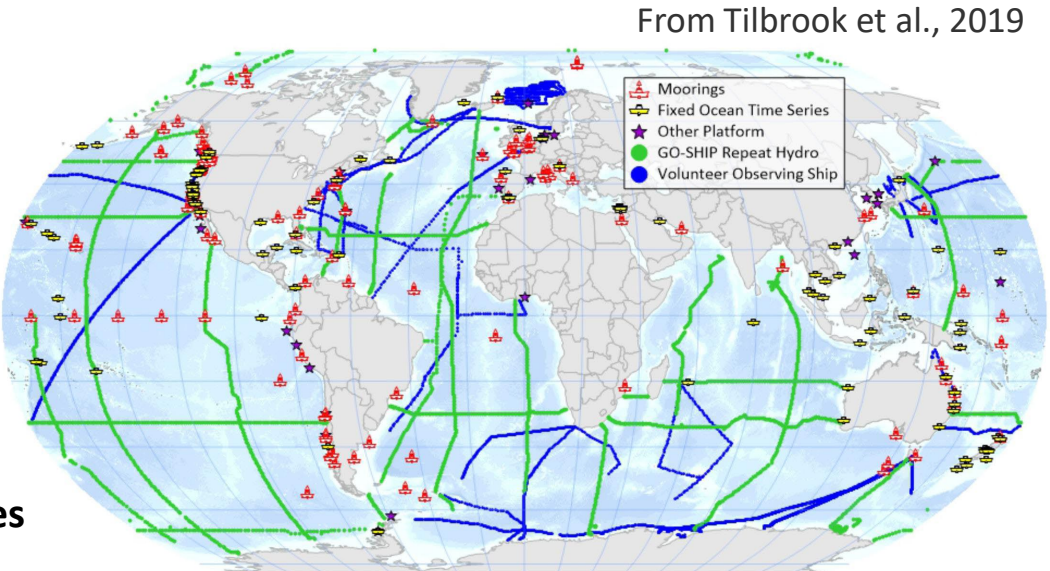 From Tilbrook et al., 2019
Moorings
Fixed Ocean Time Series
Other Platform
GO-SHIP Repeat Hydro
Volunteer Observing Ship
es